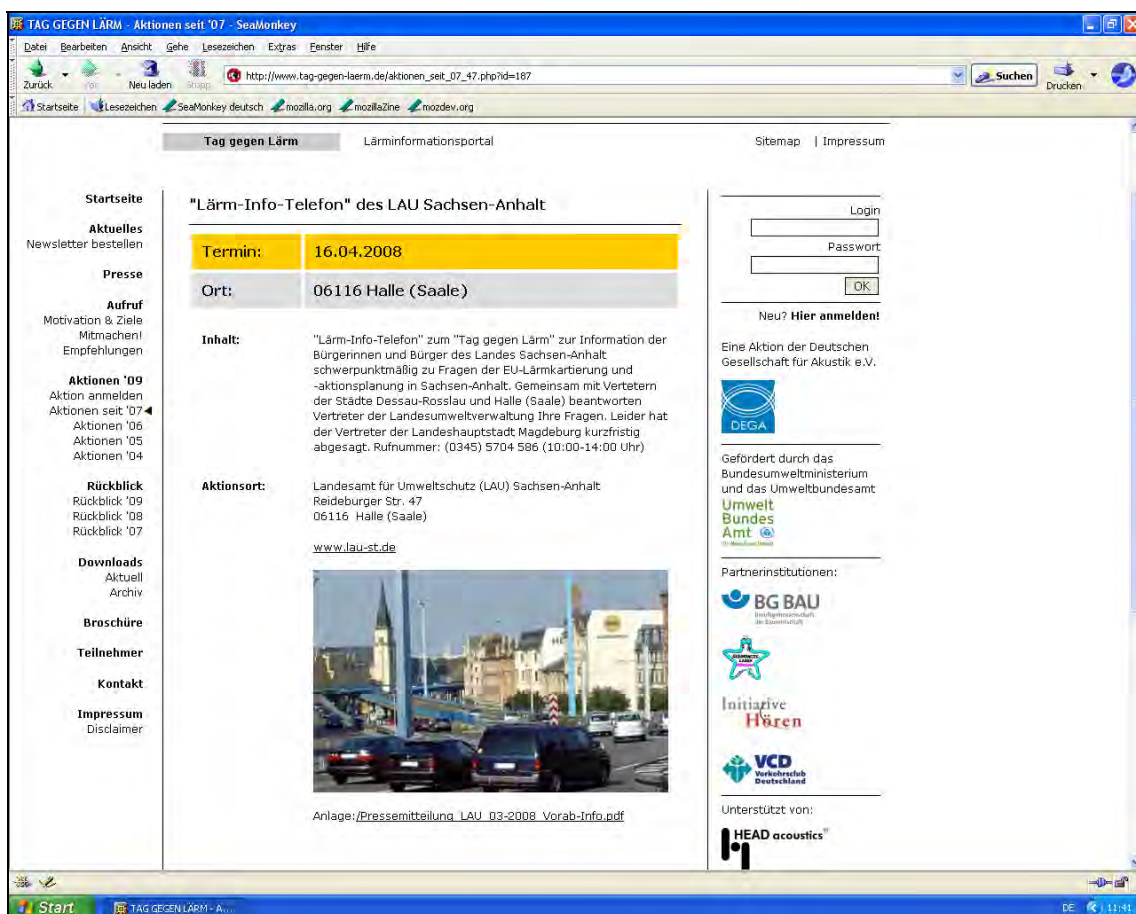 TAG GEGEN LÄRM - Aktionen seit '07 - SeaMonkey
Datei Bearbeiten Ansicht Gehe Lesezeichen Extras Fenster Hilfe
Zurück Vor Neu laden Stopp http://www.tag-gegen-laerm.de/aktionen_seit_07_47.php?id=187 Suchen Drucken
Startseite Lesezeichen SeaMonkey deutsch mozilla.org mozillaZine mozdev.org
Tag gegen Lärm Lärminformationsportal Sitemap | Impressum
Startseite
Aktuelles
Newsletter bestellen
Presse
Aufruf
Motivation & Ziele
Mitmachen!
Empfehlungen
Aktionen '09
Aktion anmelden
Aktionen seit '07
Aktionen '06
Aktionen '05
Aktionen '04
Rückblick
Rückblick '09
Rückblick '08
Rückblick '07
Downloads
Aktuell
Archiv
Broschüre
Teilnehmer
Kontakt
Impressum
Disclaimer
"Lärm-Info-Telefon" des LAU Sachsen-Anhalt
Termin: 16.04.2008
Ort: 06116 Halle (Saale)
Inhalt: "Lärm-Info-Telefon" zum "Tag gegen Lärm" zur Information der
Bürgerinnen und Bürger des Landes Sachsen-Anhalt
schwerpunktmäßig zu Fragen der EU-Lärmkartierung und
-aktionsplanung in Sachsen-Anhalt. Gemeinsam mit Vertetern
der Städte Dessau-Rosslau und Halle (Saale) beantworten
Vertreter der Landesumweltverwaltung Ihre Fragen. Leider hat
der Vertreter der Landeshauptstadt Magdeburg kurzfristig
abgesagt. Rufnummer: (0345) 5704 586 (10:00-14:00 Uhr)
Aktionsort: Landesamt für Umweltschutz (LAU) Sachsen-Anhalt
Reideburger Str. 47
06116 Halle (Saale)
www.lau-st.de
Anlage:/Pressemitteilung_LAU_03-2008_Vorab-Info.pdf
Login
Passwort
OK
Neu? Hier anmelden!
Eine Aktion der Deutschen
Gesellschaft für Akustik e.V.
DEGA
Gefördert durch das
Bundesumweltministerium
und das Umweltbundesamt
Umwelt
Bundes
Amt
Partnerinstitutionen:
BG BAU
Berufsgenossenschaft
der Bauwirtschaft
Initiative
Hören
VCD
Verkehrsclub
Deutschland
Unterstützt von:
HEAD acoustics®
Start TAG GEGEN LÄRM - A... DE 11:41